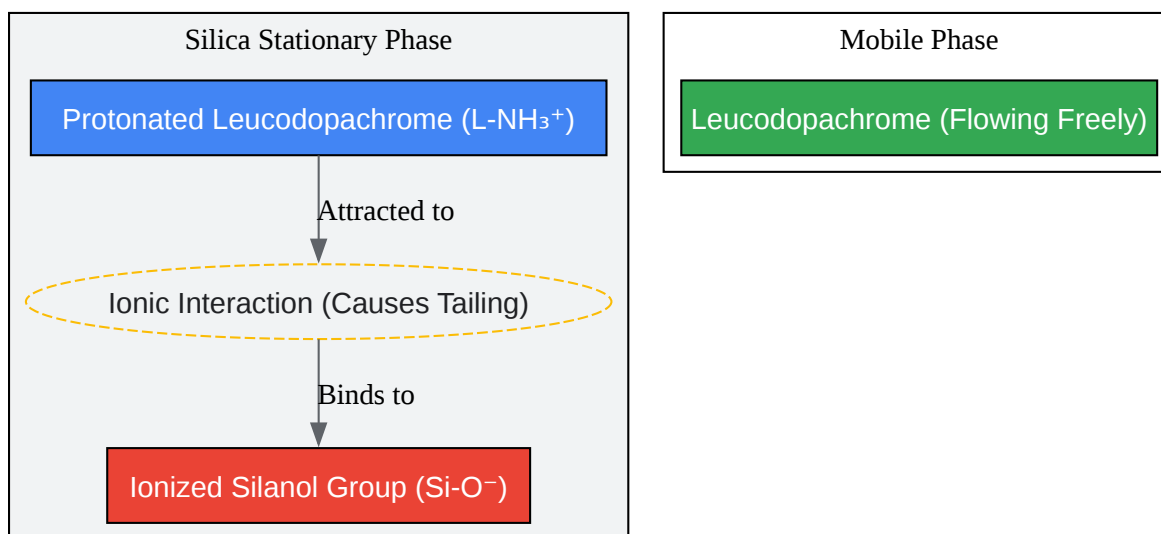 Silica Stationary Phase
Protonated Leucodopachrome (L-NH₃⁺)
Attracted to
Ionic Interaction (Causes Tailing)
Binds to
Ionized Silanol Group (Si-O⁻)
Mobile Phase
Leucodopachrome (Flowing Freely)